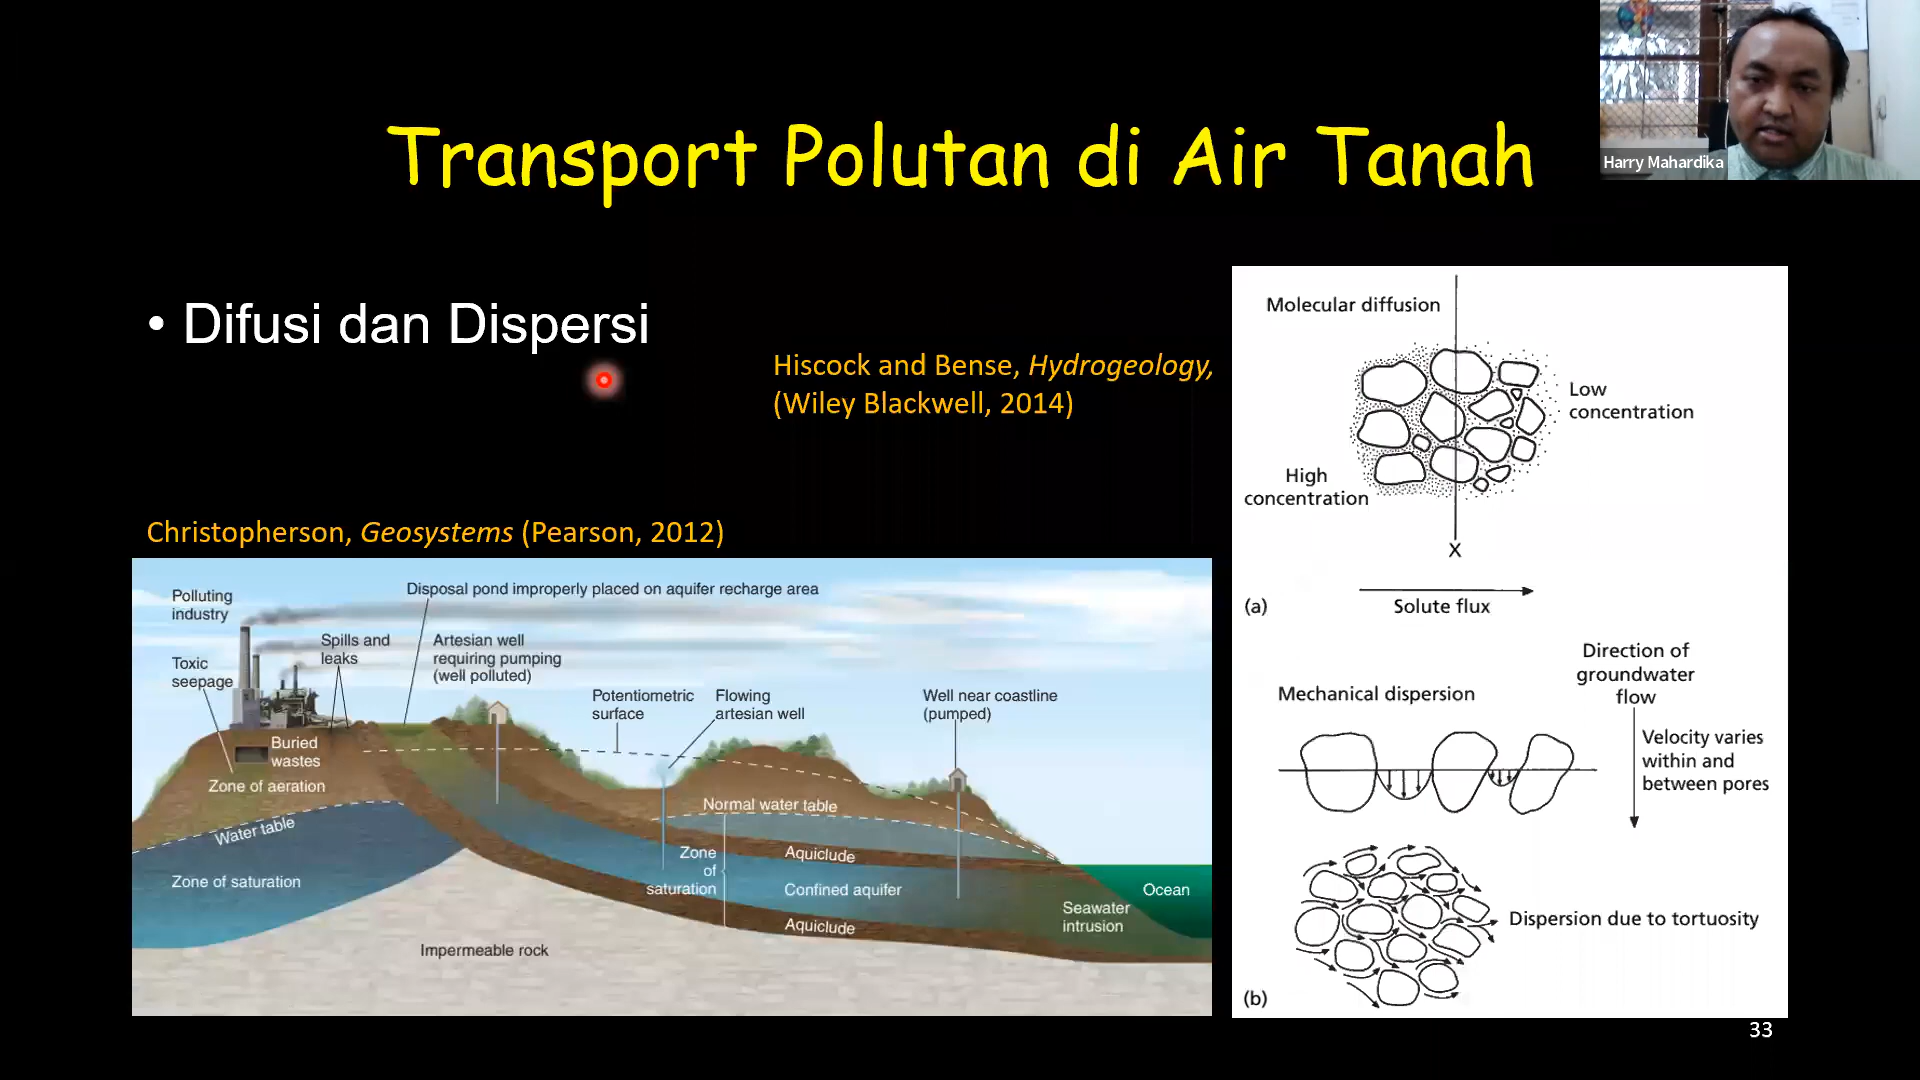 Transport Polutan di Air Tanah
Harry Mahardika
• Difusi dan Dispersi
Hiscock and Bense, Hydrogeology,
(Wiley Blackwell, 2014)
Christopherson, Geosystems (Pearson, 2012)
Polluting
industry
Disposal pond improperly placed on aquifer recharge area
Spills and
leaks
Artesian well
requiring pumping
(well polluted)
Toxic
seepage
Potentiometric
surface
Flowing
artesian well
Well near coastline
(pumped)
Buried
wastes
Zone of aeration
Normal water table
Water table
Zone
of
saturation
Aquiclude
Zone of saturation
Confined aquifer
Ocean
Seawater
intrusion
Aquiclude
Impermeable rock
Molecular diffusion
Low
concentration
High
concentration
X
(a)
Solute flux
Direction of
groundwater
flow
Mechanical dispersion
Velocity varies
within and
between pores
Dispersion due to tortuosity
(b)
33